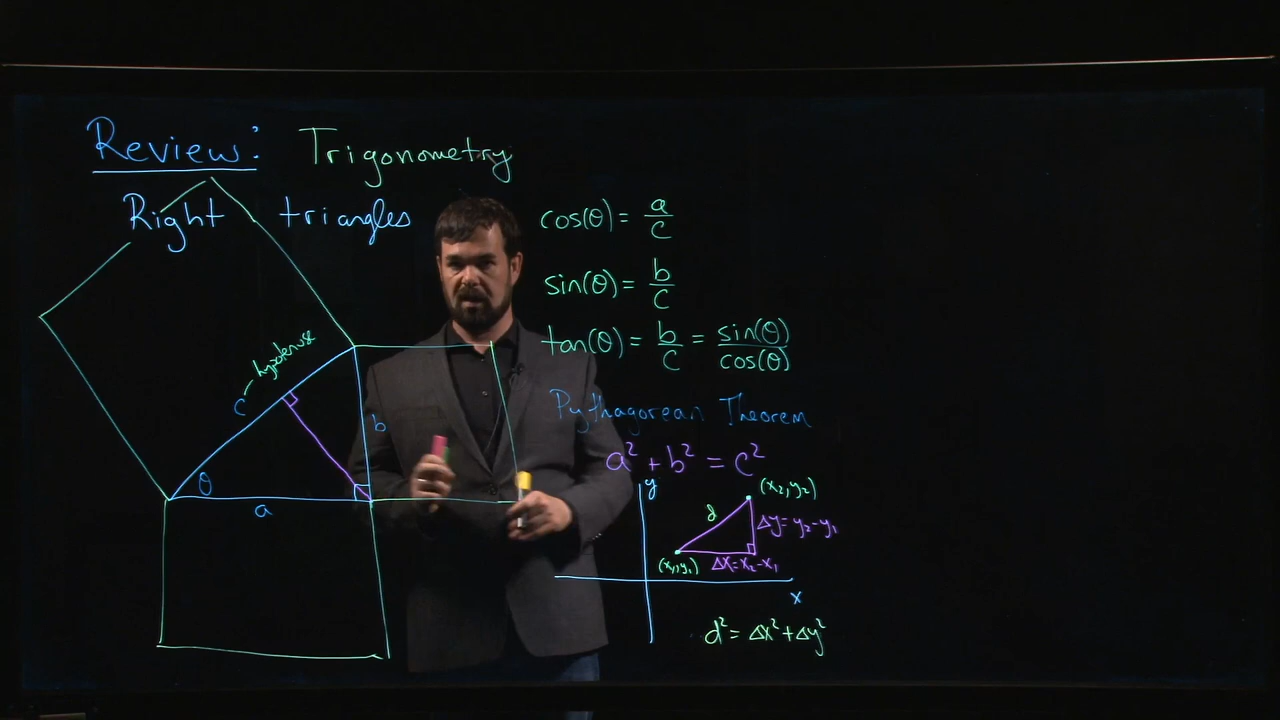 Review: Trigonometry
Right triangles
cos(θ) = a/c
sin(θ) = b/c
tan(θ) = b/c = sin(θ)/cos(θ)
Pythagorean Theorem
a² + b² = c²
c
hypotenuse
b
θ
a
y
(x₂,y₂)
d
Δy = y₂-y₁
(x₁,y₁)
Δx = x₂-x₁
x
d² = Δx² + Δy²